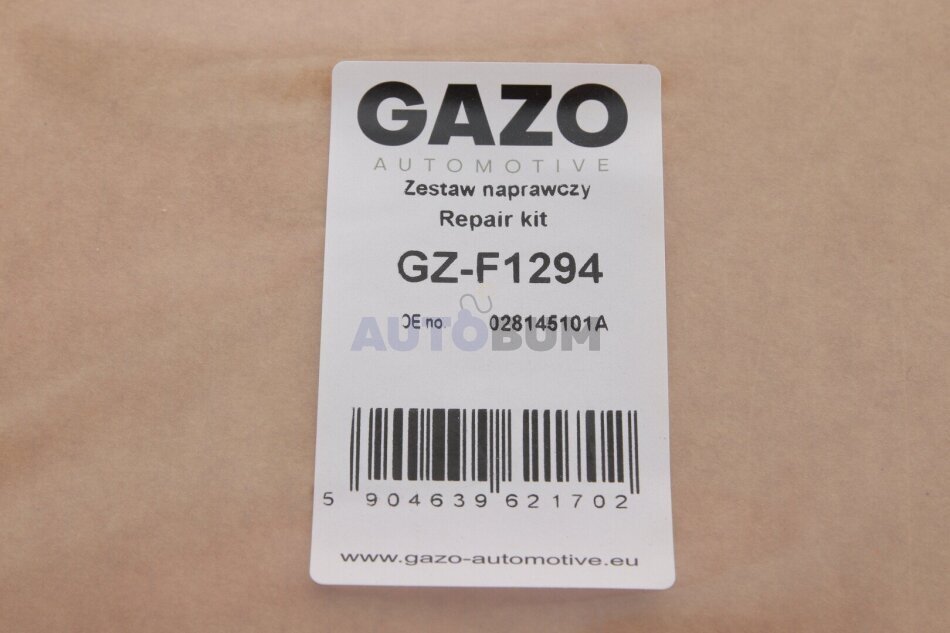 GAZO
AUTOMOTIVE
Zestaw naprawczy
Repair kit
GZ-F1294
OE no. 028145101A
AUTOBUM
5 904639 621702
www.gazo-automotive.eu